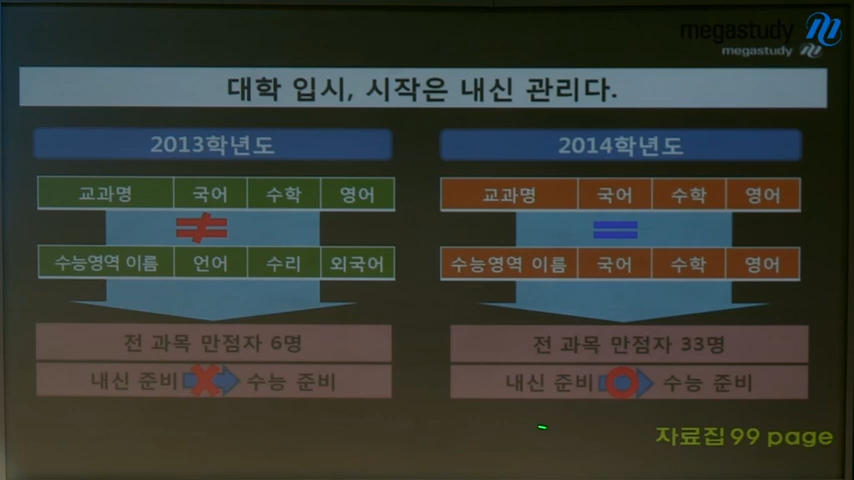 megastudy
megastudy
대학 입시, 시작은 내신 관리다.
2013학년도
교과명 국어 수학 영어
≠
수능영역 이름 언어 수리 외국어
전 과목 만점자 6명
내신 준비 수능 준비
2014학년도
교과명 국어 수학 영어
=
수능영역 이름 국어 수학 영어
전 과목 만점자 33명
내신 준비 수능 준비
자료집 99 page